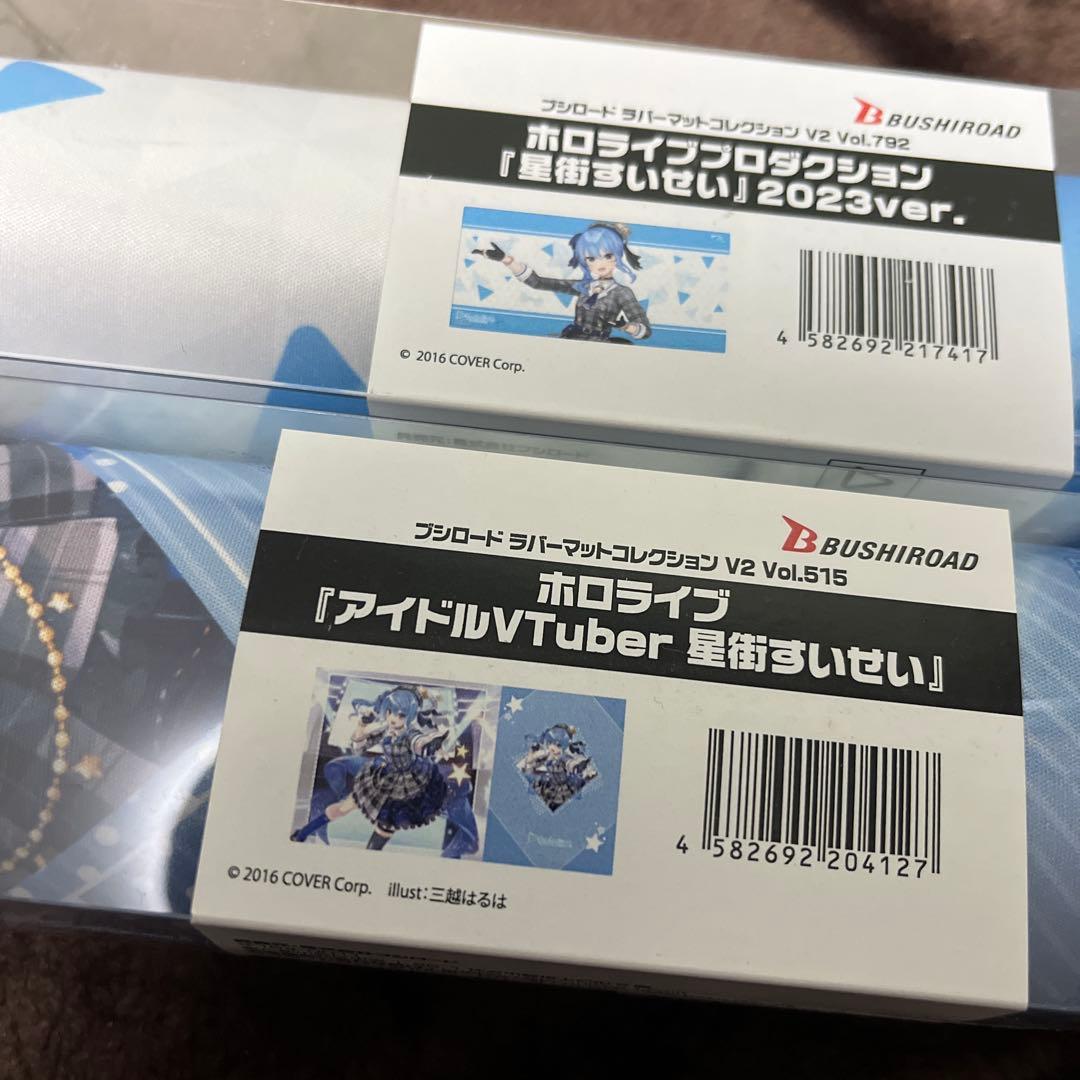 BUSHIROAD
ブシロード ラバーマットコレクション V2 Vol.792
ホロライブプロダクション
『星街すいせい』2023ver.
4 582692 217417
© 2016 COVER Corp.
BUSHIROAD
ブシロード ラバーマットコレクション V2 Vol.515
ホロライブ
『アイドルVTuber 星街すいせい』
4 582692 204127
© 2016 COVER Corp. illust:三越はるは